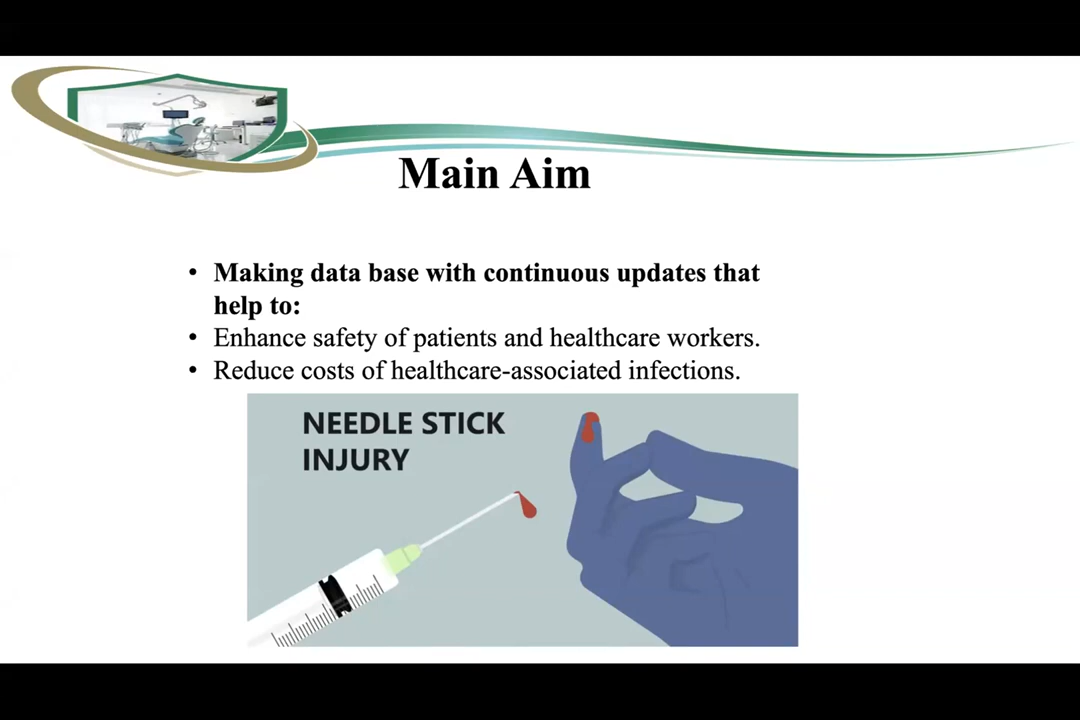 Main Aim
• Making data base with continuous updates that
help to:
• Enhance safety of patients and healthcare workers.
• Reduce costs of healthcare-associated infections.
NEEDLE STICK
INJURY